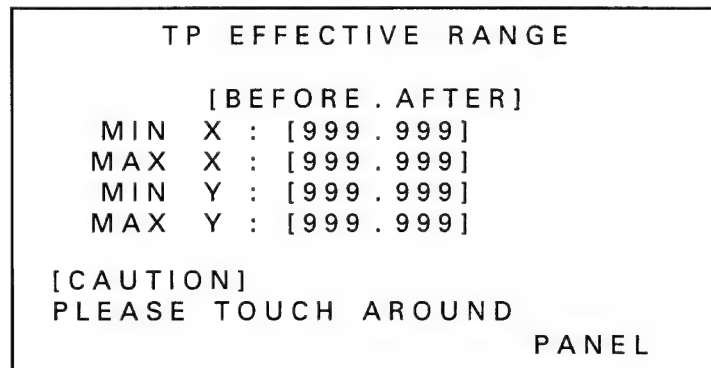 TP EFFECTIVE RANGE
[BEFORE.AFTER]
MIN X : [999.999]
MAX X : [999.999]
MIN Y : [999.999]
MAX Y : [999.999]
[CAUTION]
PLEASE TOUCH AROUND
PANEL